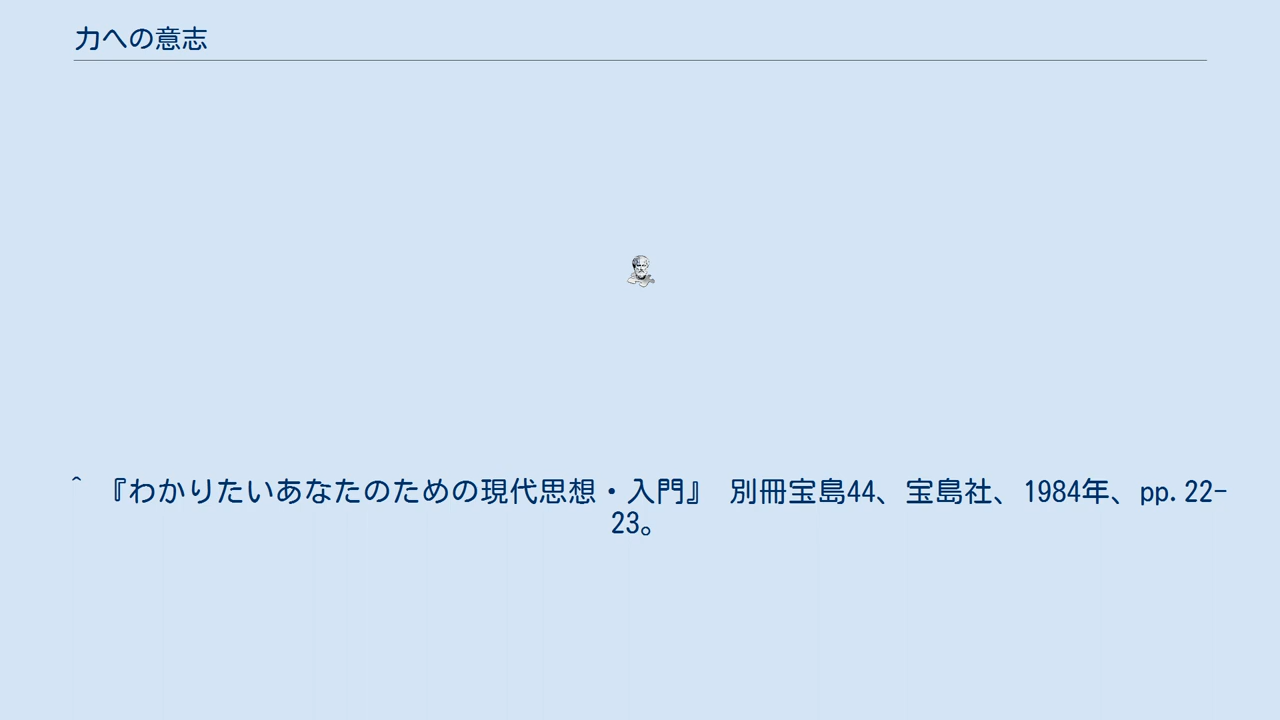 力への意志
^ 『わかりたいあなたのための現代思想・入門』 別冊宝島44、宝島社、1984年、pp.22-
23。